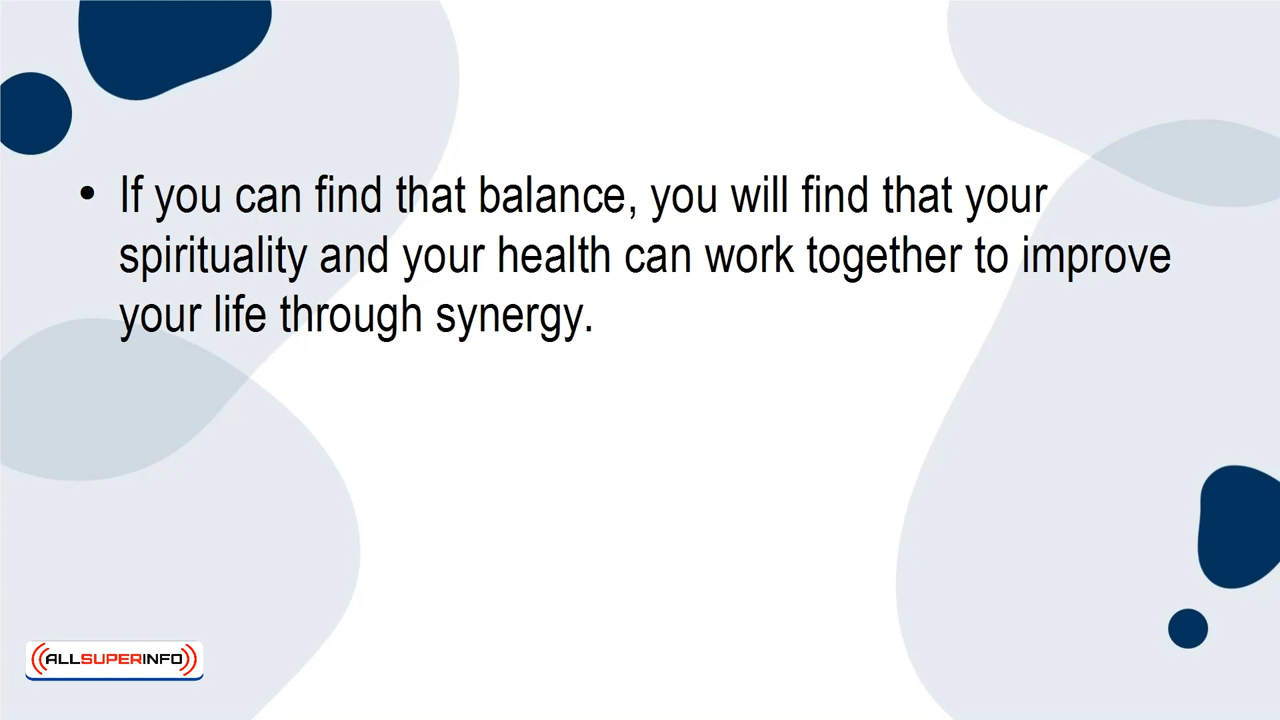 • If you can find that balance, you will find that your
spirituality and your health can work together to improve
your life through synergy.
ALLSUPERINFO